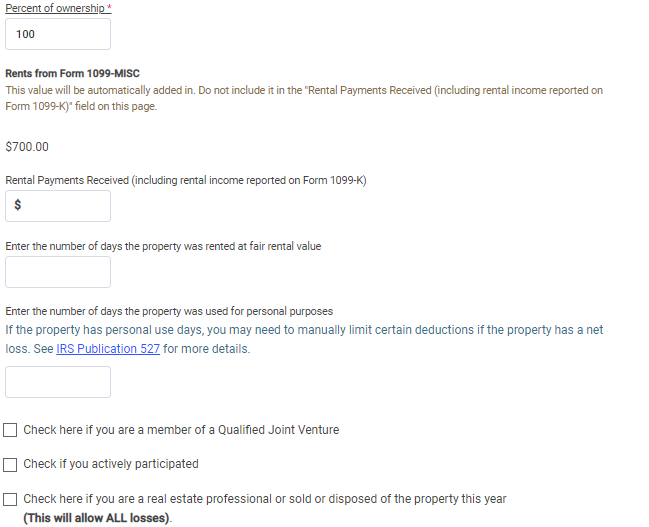 Percent of ownership *
100
Rents from Form 1099-MISC
This value will be automatically added in. Do not include it in the "Rental Payments Received (including rental income reported on
Form 1099-K)" field on this page.
$700.00
Rental Payments Received (including rental income reported on Form 1099-K)
$
Enter the number of days the property was rented at fair rental value
Enter the number of days the property was used for personal purposes
If the property has personal use days, you may need to manually limit certain deductions if the property has a net
loss. See IRS Publication 527 for more details.
Check here if you are a member of a Qualified Joint Venture
Check if you actively participated
Check here if you are a real estate professional or sold or disposed of the property this year
(This will allow ALL losses).